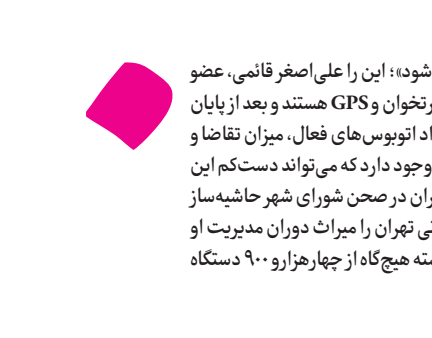 شود»؛ این را علی‌اصغر قائمی، عضو
رتخوان و GPS هستند و بعد از پایان
اد اتوبوس‌های فعال، میزان تقاضا و
وجود دارد که می‌تواند دست‌کم این
ران در صحن شورای شهر حاشیه‌ساز
نی تهران را میراث دوران مدیریت او
سته هیچ‌گاه از چهارهزارو ۹۰۰ دستگاه